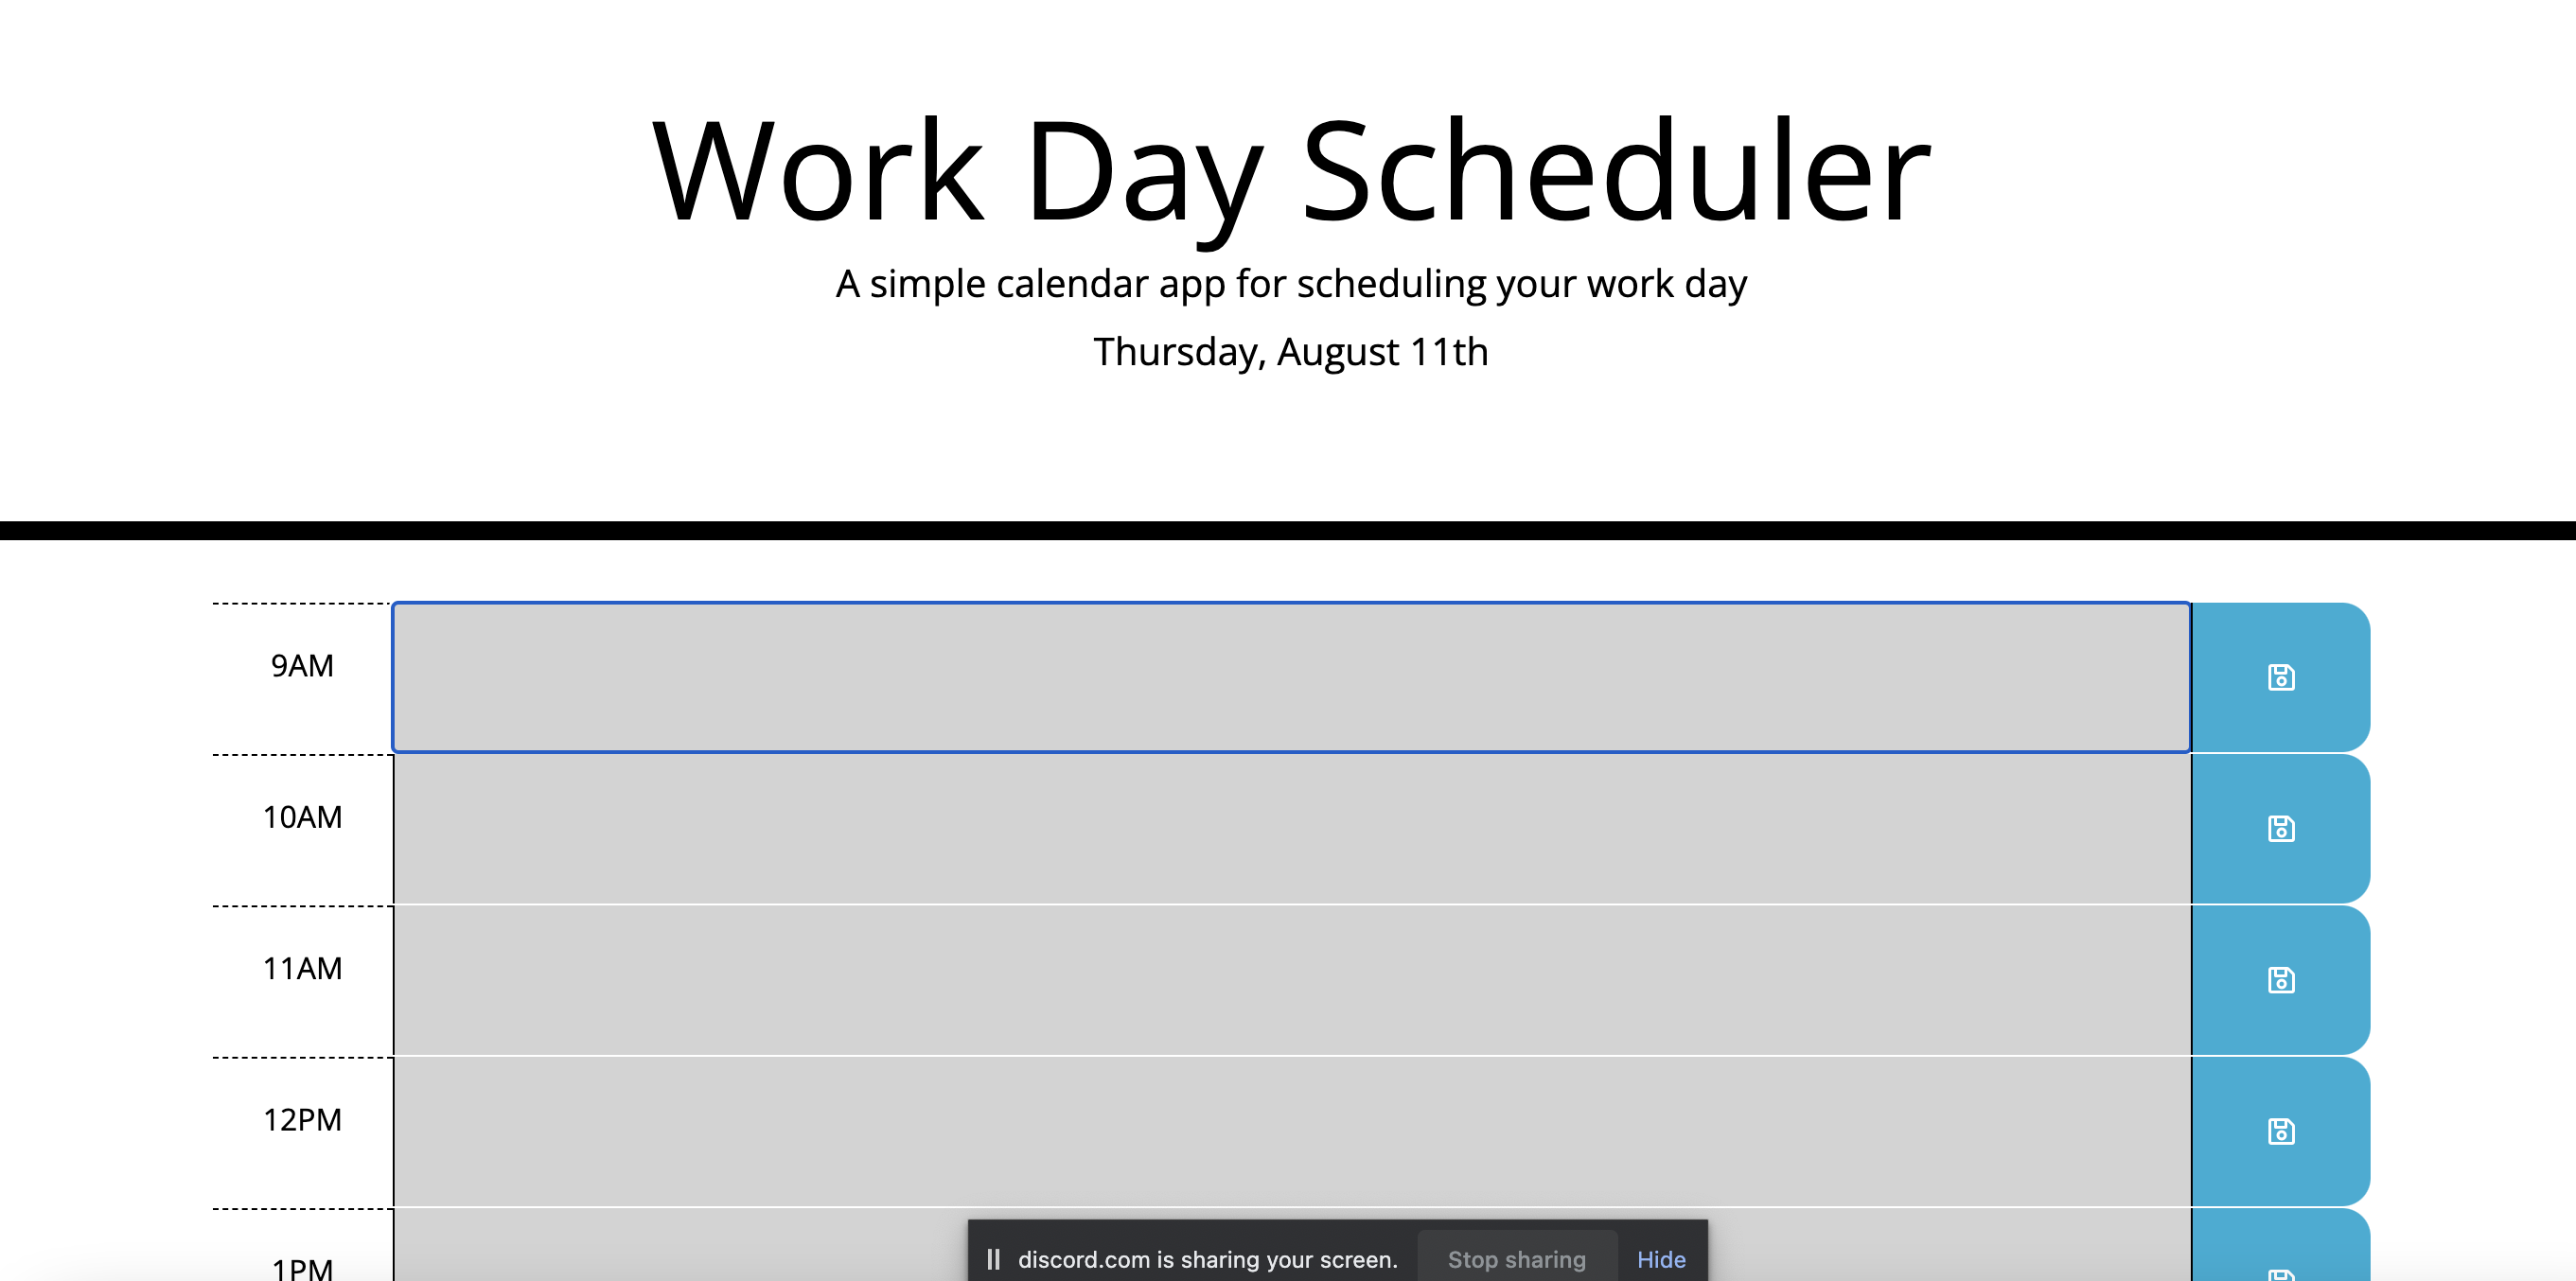 Work Day Scheduler
A simple calendar app for scheduling your work day
Thursday, August 11th
9AM
10AM
11AM
12PM
1PM
discord.com is sharing your screen. Stop sharing Hide